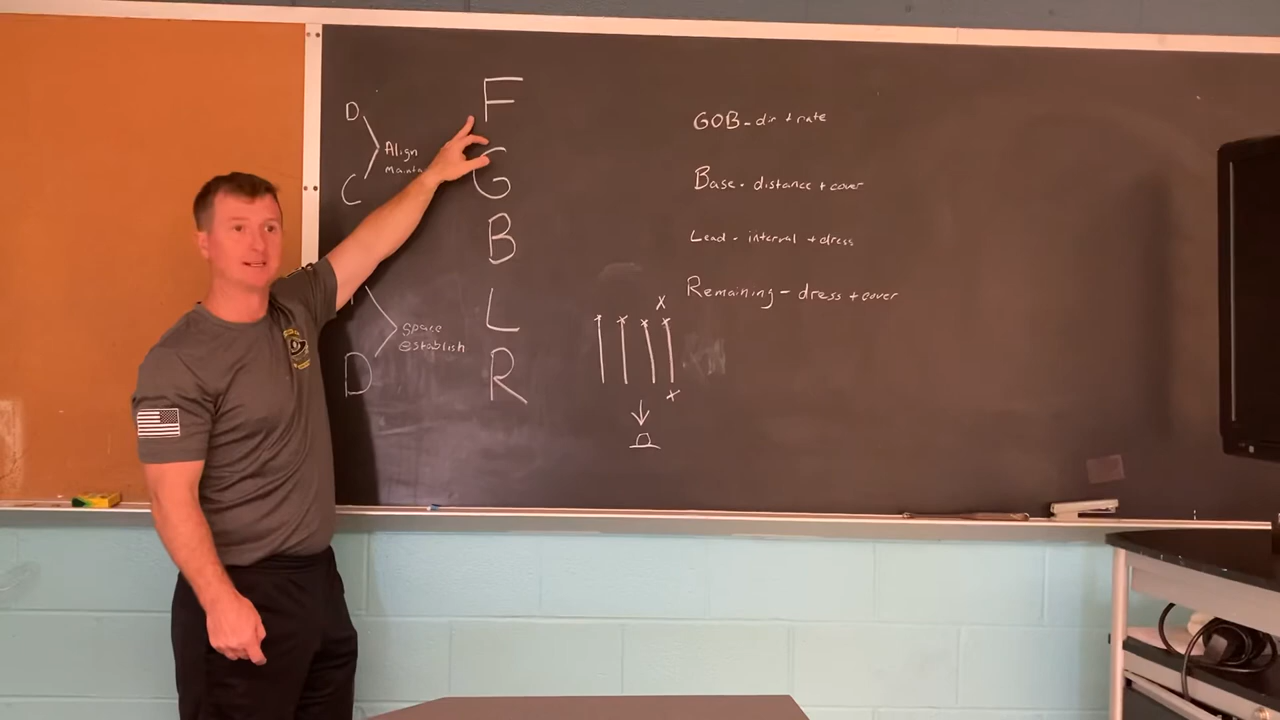 D
C
Align
F
G
B
L
R
Space
establish
D
GOB - dir + rate
Base - distance + cover
Lead - interval + dress
Remaining - dress + cover